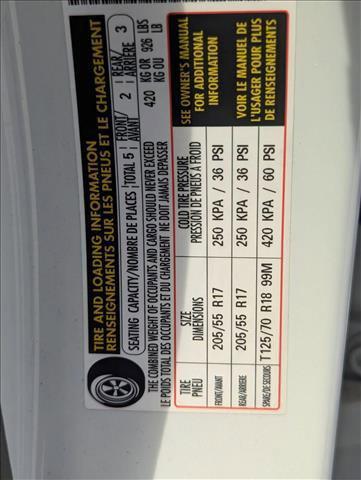 TIRE AND LOADING INFORMATION
RENSEIGNEMENTS SUR LES PNEUS ET LE CHARGEMENT
SEATING CAPACITY/NOMBRE DE PLACES TOTAL 5 FRONT/AVANT 2 REAR/ARRIÈRE 3
THE COMBINED WEIGHT OF OCCUPANTS AND CARGO SHOULD NEVER EXCEED 420 KG OR 926 LBS
LE POIDS TOTAL DES OCCUPANTS ET DU CHARGEMENT NE DOIT JAMAIS DÉPASSER KG OU LB
TIRE SIZE COLD TIRE PRESSURE
PNEU DIMENSIONS PRESSION DE PNEUS A FROID
FRONT/AVANT 205/55 R17 250 KPA / 36 PSI
REAR/ARRIERE 205/55 R17 250 KPA / 36 PSI
SPARE/DE SECOURS T125/70 R18 99M 420 KPA / 60 PSI
SEE OWNER'S MANUAL
FOR ADDITIONAL
INFORMATION
VOIR LE MANUEL DE
L'USAGER POUR PLUS
DE RENSEIGNEMENTS